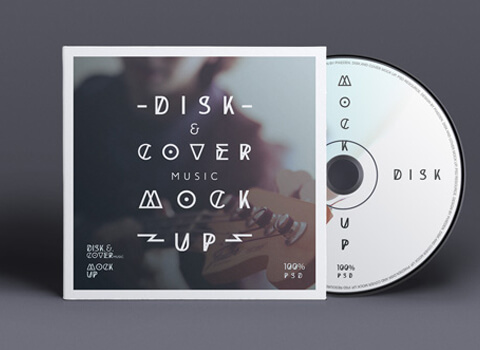 -DISK-
&
COVER
MUSIC
MOCK
UP
DISK &
COVER MUSIC
MOCK
UP
100%
PSD
MOCK
UP
DISK
100%
PSD